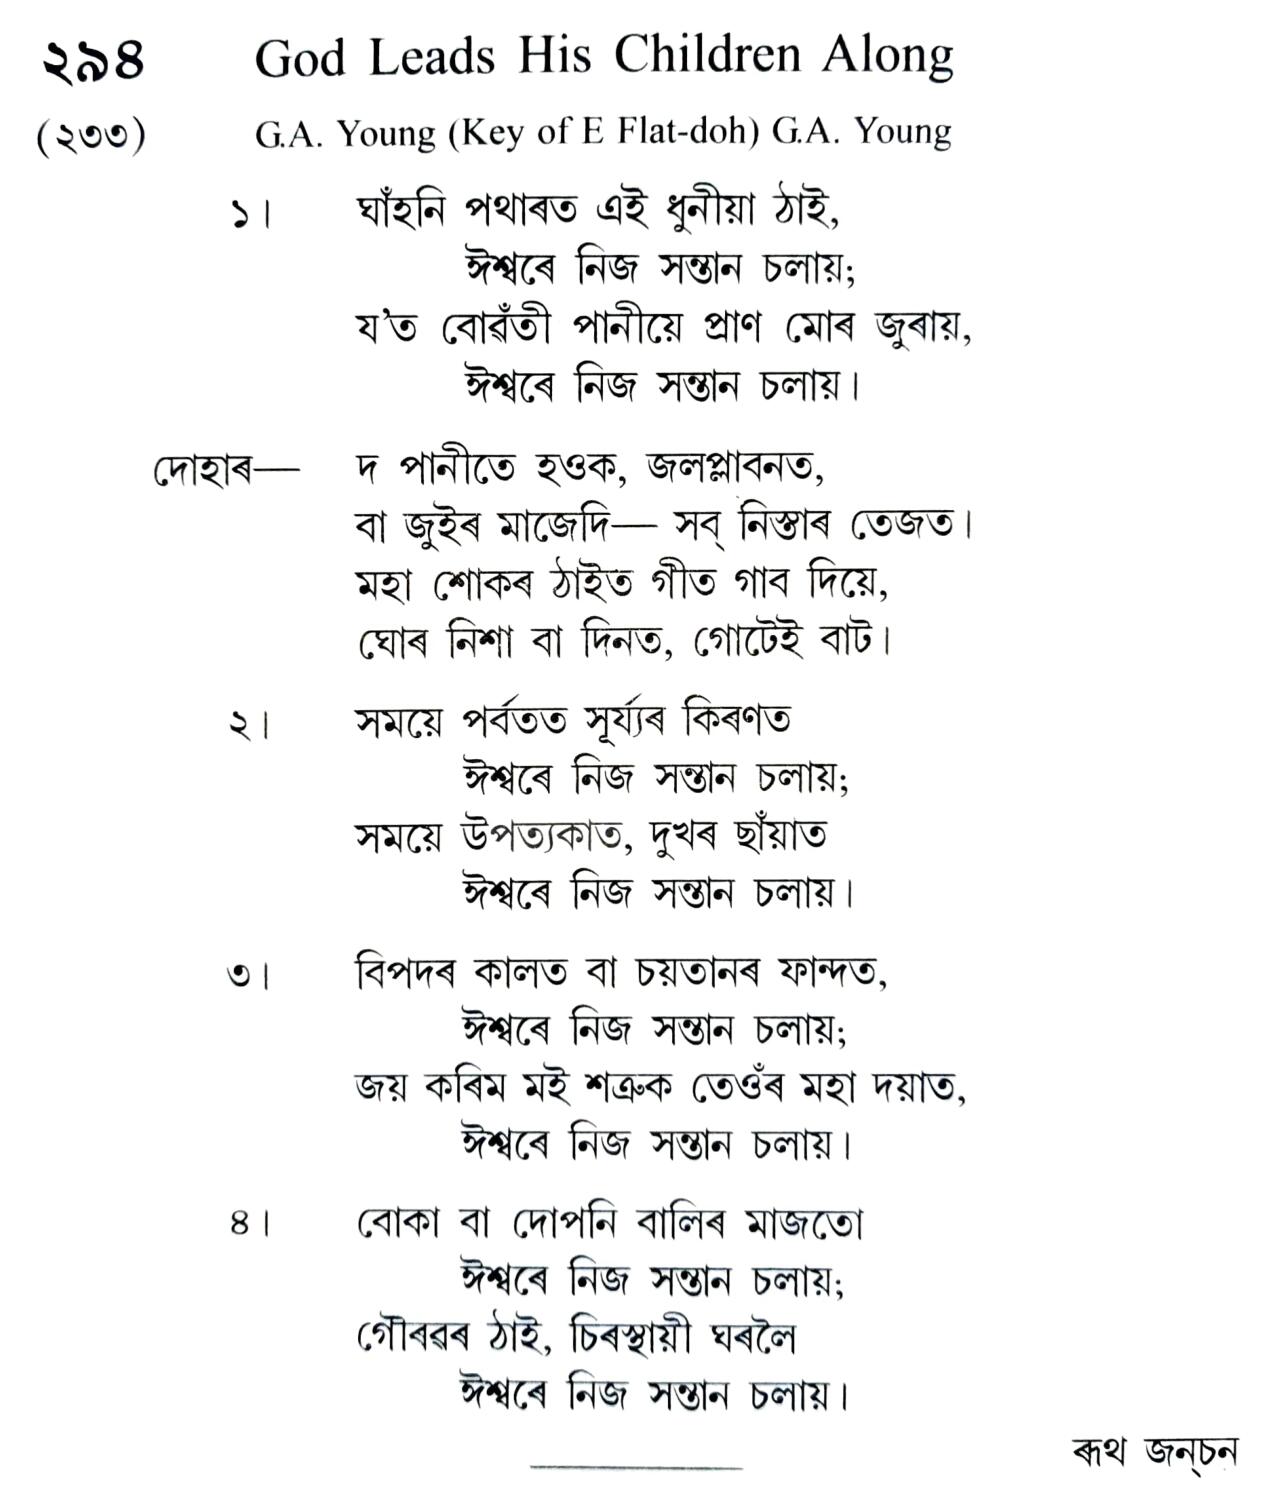 ২৯৪ God Leads His Children Along
(২৩৩) G.A. Young (Key of E Flat-doh) G.A. Young
১। ঘাঁহনি পথাৰত এই ধুনীয়া ঠাই,
ঈশ্বৰে নিজ সন্তান চলায়;
য'ত বোৱঁতী পানীয়ে প্ৰাণ মোৰ জুৰায়,
ঈশ্বৰে নিজ সন্তান চলায়।
দোহাৰ— দ পানীতে হওক, জলপ্লাবনত,
বা জুইৰ মাজেদি— সব্ নিস্তাৰ তেজত।
মহা শোকৰ ঠাইত গীত গাব দিয়ে,
ঘোৰ নিশা বা দিনত, গোটেই বাট।
২। সময়ে পৰ্বতত সূৰ্য্যৰ কিৰণত
ঈশ্বৰে নিজ সন্তান চলায়;
সময়ে উপত্যকাত, দুখৰ ছাঁয়াত
ঈশ্বৰে নিজ সন্তান চলায়।
৩। বিপদৰ কালত বা চয়তানৰ ফান্দত,
ঈশ্বৰে নিজ সন্তান চলায়;
জয় কৰিম মই শত্ৰুক তেওঁৰ মহা দয়াত,
ঈশ্বৰে নিজ সন্তান চলায়।
৪। বোকা বা দোপনি বালিৰ মাজতো
ঈশ্বৰে নিজ সন্তান চলায়;
গৌৰৱৰ ঠাই, চিৰস্থায়ী ঘৰলৈ
ঈশ্বৰে নিজ সন্তান চলায়।
ৰূথ জন্‌চন